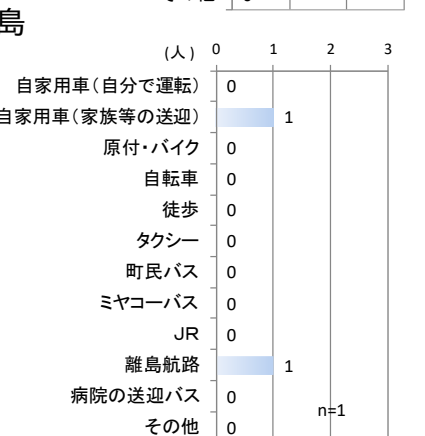 島
(人) 0 1 2 3
自家用車(自分で運転) 0
自家用車(家族等の送迎) 1
原付・バイク 0
自転車 0
徒歩 0
タクシー 0
町民バス 0
ミヤコーバス 0
JR 0
離島航路 1
病院の送迎バス 0
n=1
その他 0